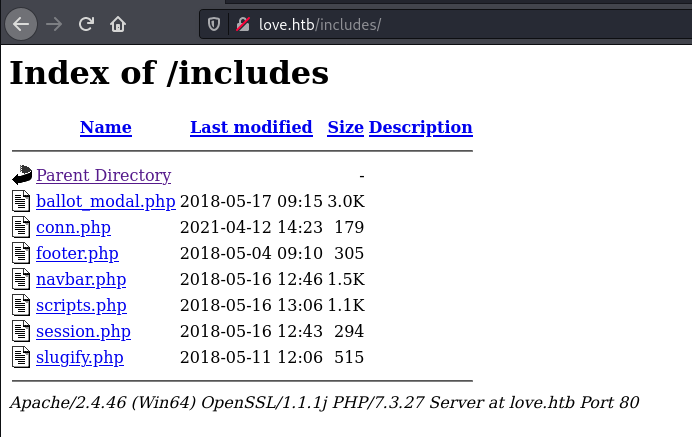 love.htb/includes/
Index of /includes
Name Last modified Size Description
Parent Directory -
ballot_modal.php 2018-05-17 09:15 3.0K
conn.php 2021-04-12 14:23 179
footer.php 2018-05-04 09:10 305
navbar.php 2018-05-16 12:46 1.5K
scripts.php 2018-05-16 13:06 1.1K
session.php 2018-05-16 12:43 294
slugify.php 2018-05-11 12:06 515
Apache/2.4.46 (Win64) OpenSSL/1.1.1j PHP/7.3.27 Server at love.htb Port 80